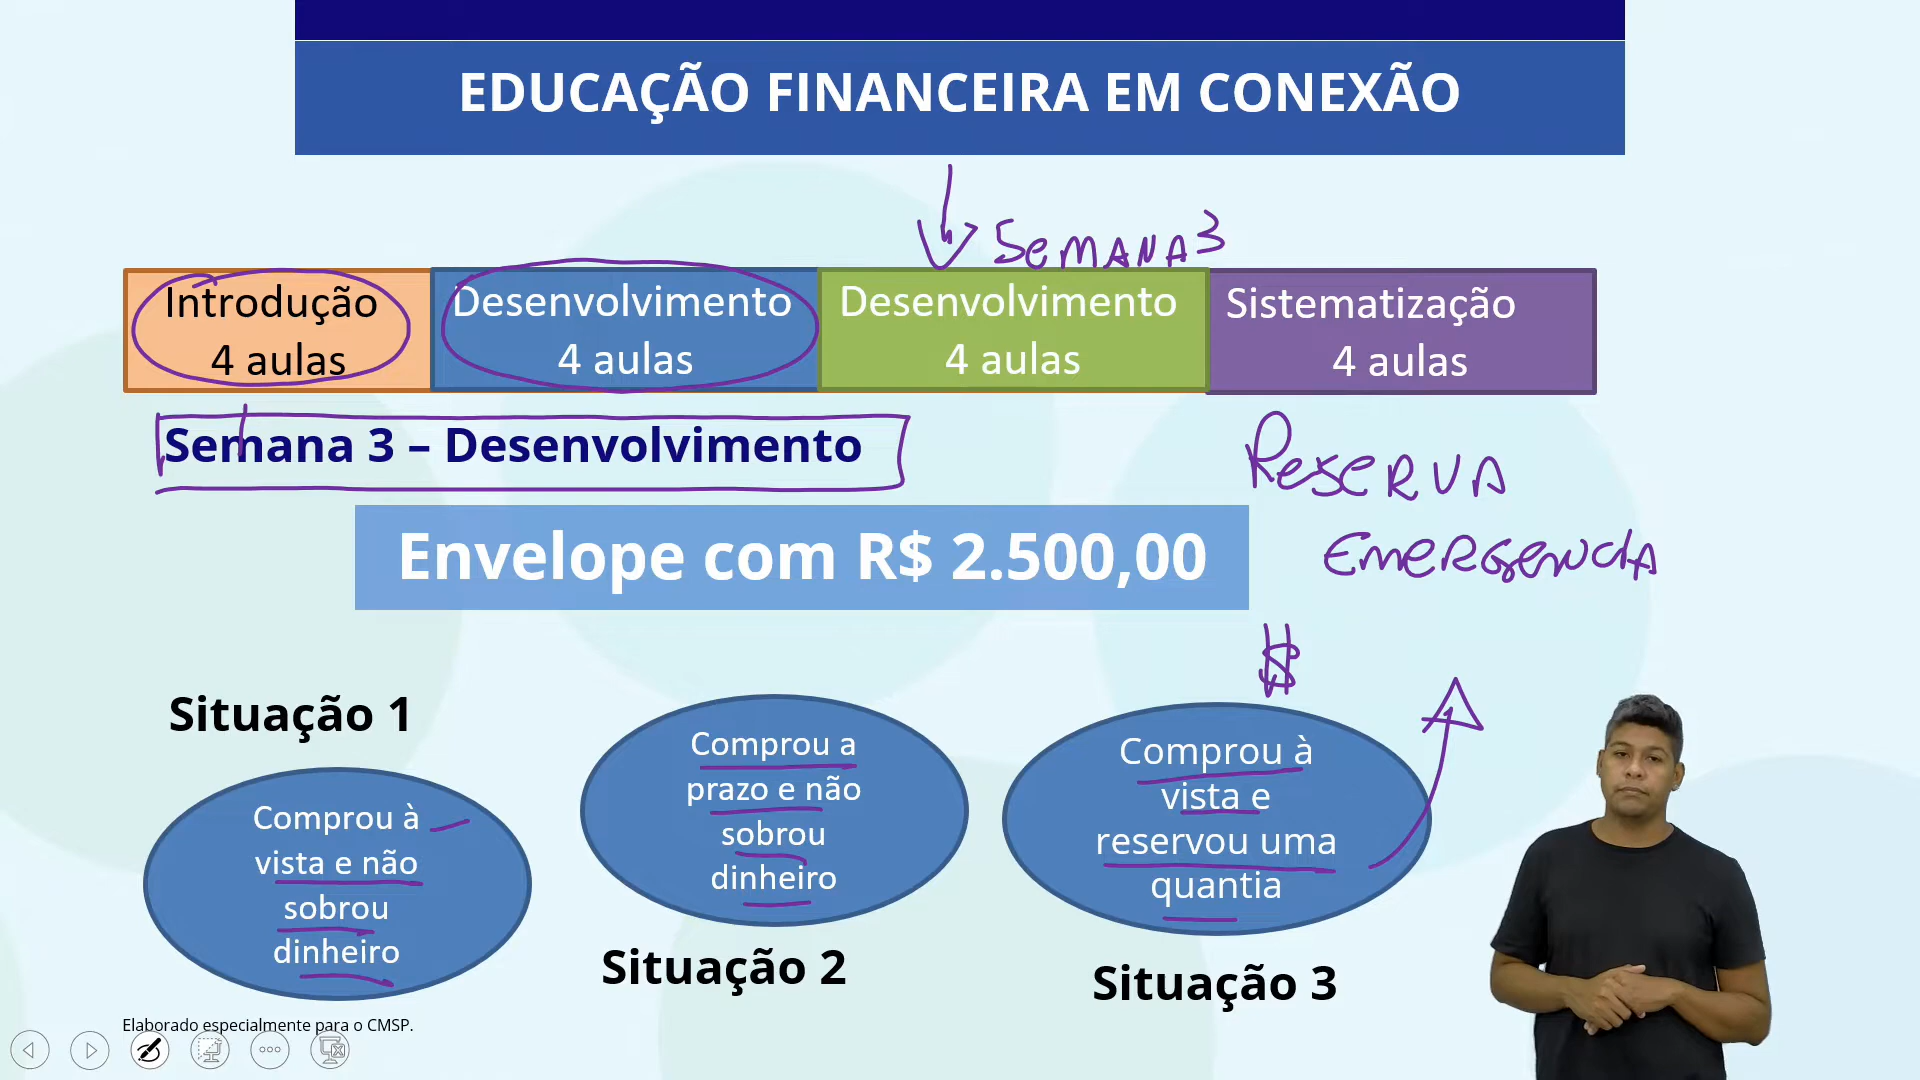 EDUCAÇÃO FINANCEIRA EM CONEXÃO
SEMANA 3
Introdução
4 aulas
Desenvolvimento
4 aulas
Desenvolvimento
4 aulas
Sistematização
4 aulas
Semana 3 – Desenvolvimento
RESERVA
EMERGENCIA
Envelope com R$ 2.500,00
$
Situação 1
Comprou à
vista e não
sobrou
dinheiro
Comprou a
prazo e não
sobrou
dinheiro
Situação 2
Comprou à
vista e
reservou uma
quantia
Situação 3
Elaborado especialmente para o CMSP.